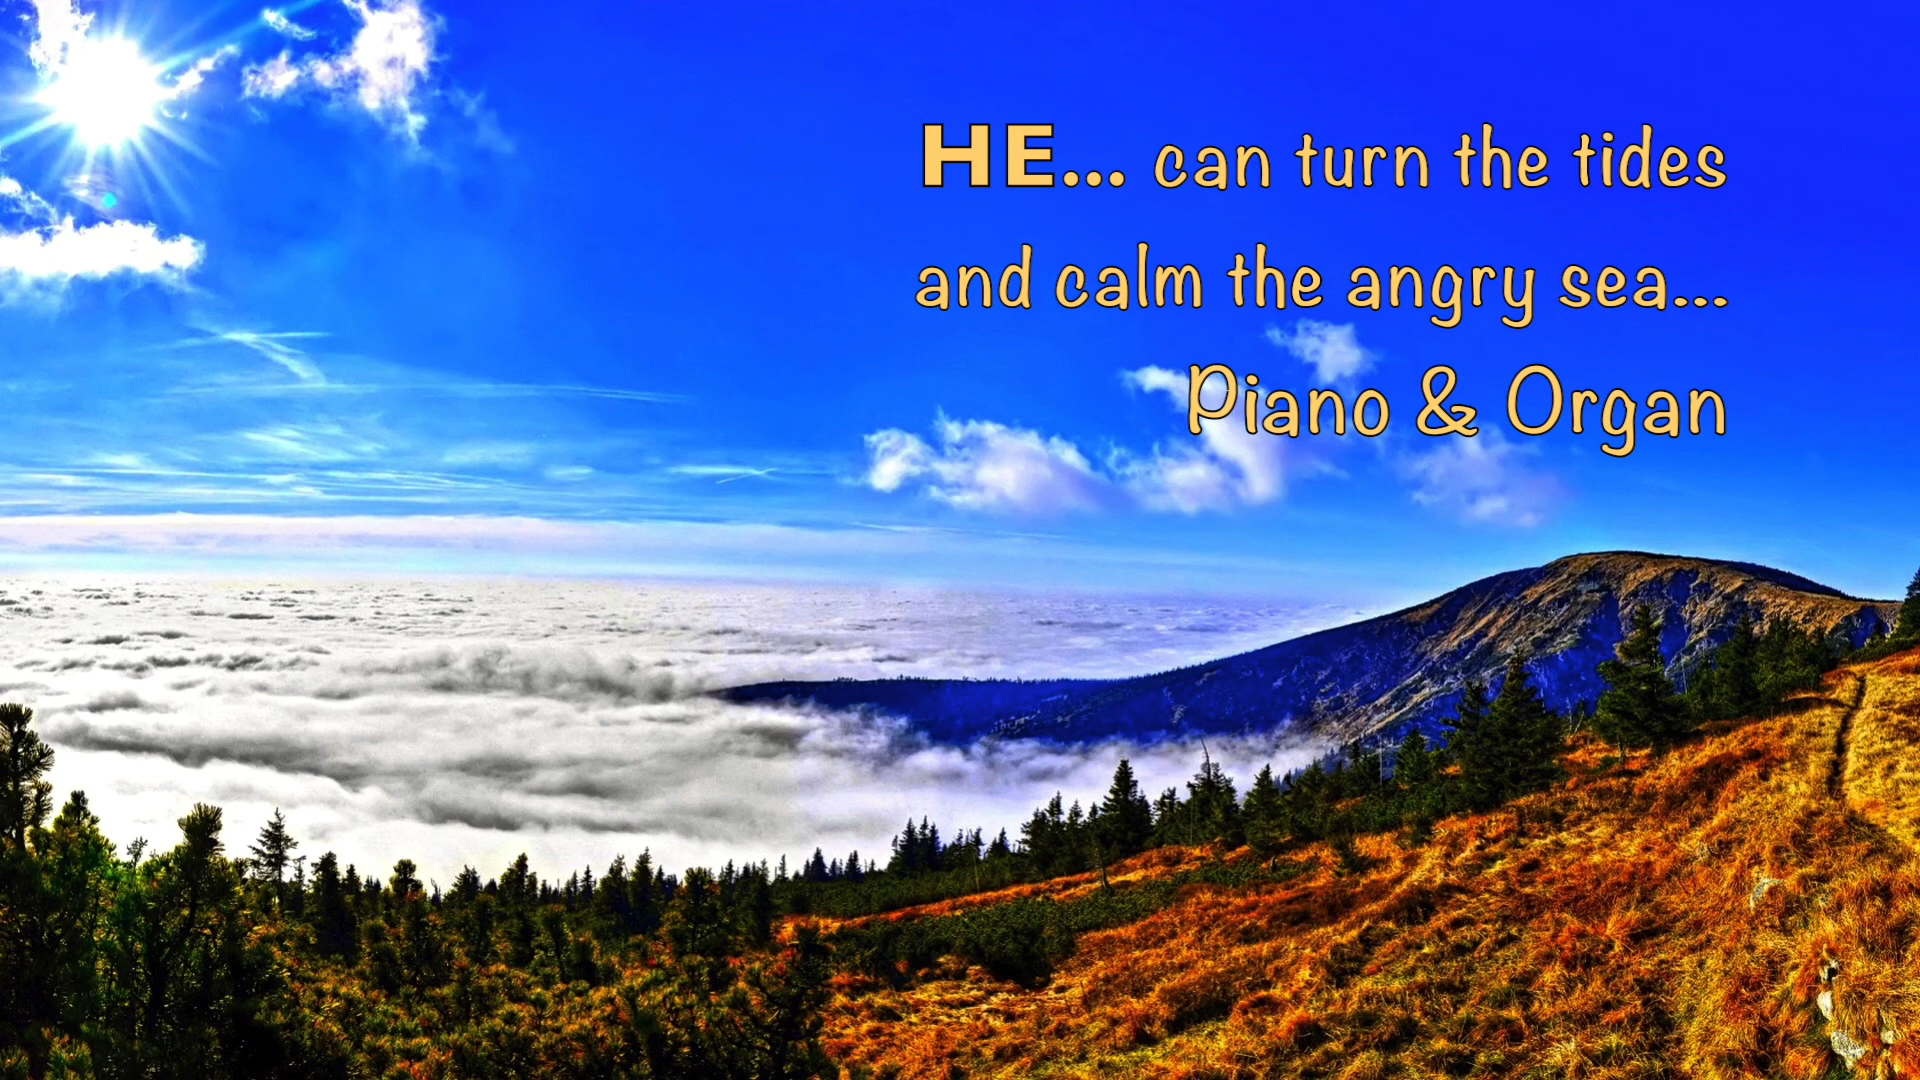 HE... can turn the tides
and calm the angry sea...
Piano & Organ